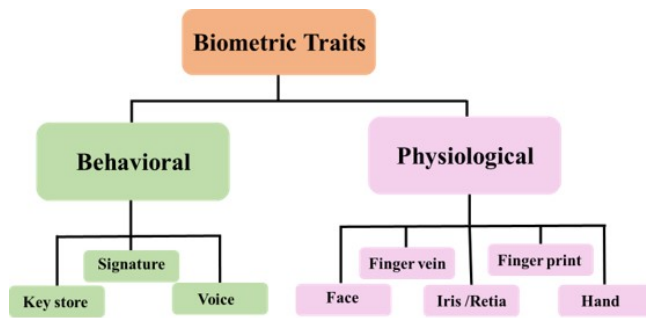 Biometric Traits
Behavioral
Physiological
Signature
Key store
Voice
Finger vein
Finger print
Face
Iris /Retia
Hand